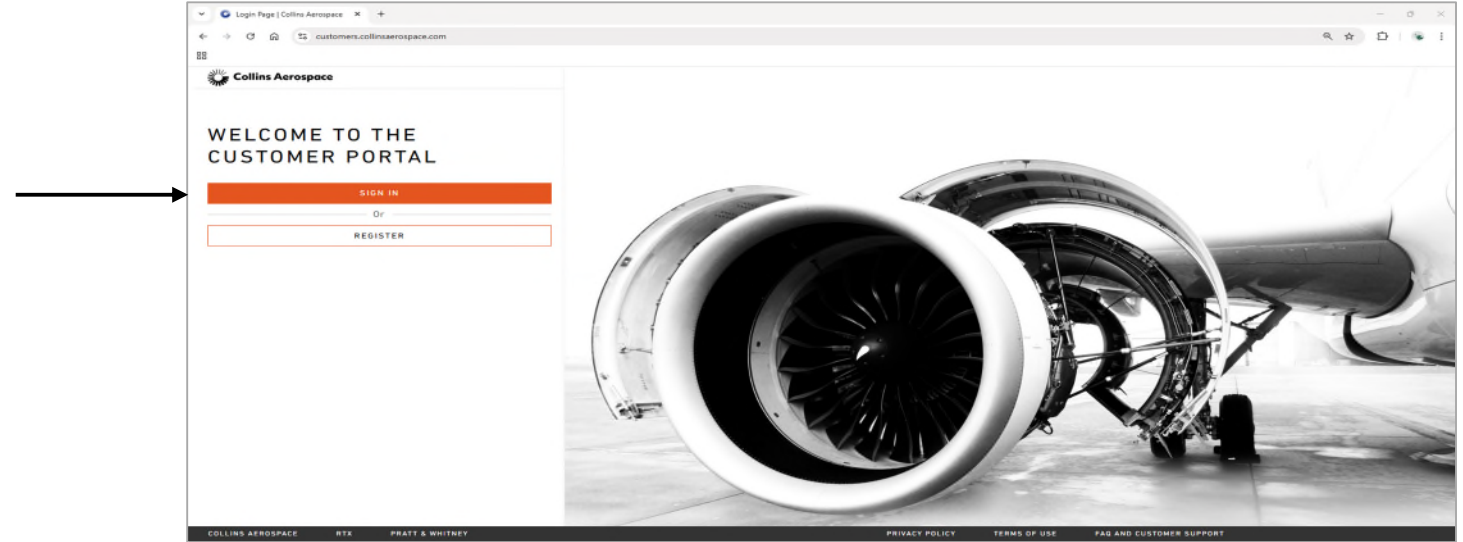 Login Page | Collins Aerospace
customers.collinsaerospace.com
Collins Aerospace
WELCOME TO THE
CUSTOMER PORTAL
SIGN IN
Or
REGISTER
COLLINS AEROSPACE RTX PRATT & WHITNEY PRIVACY POLICY TERMS OF USE FAQ AND CUSTOMER SUPPORT